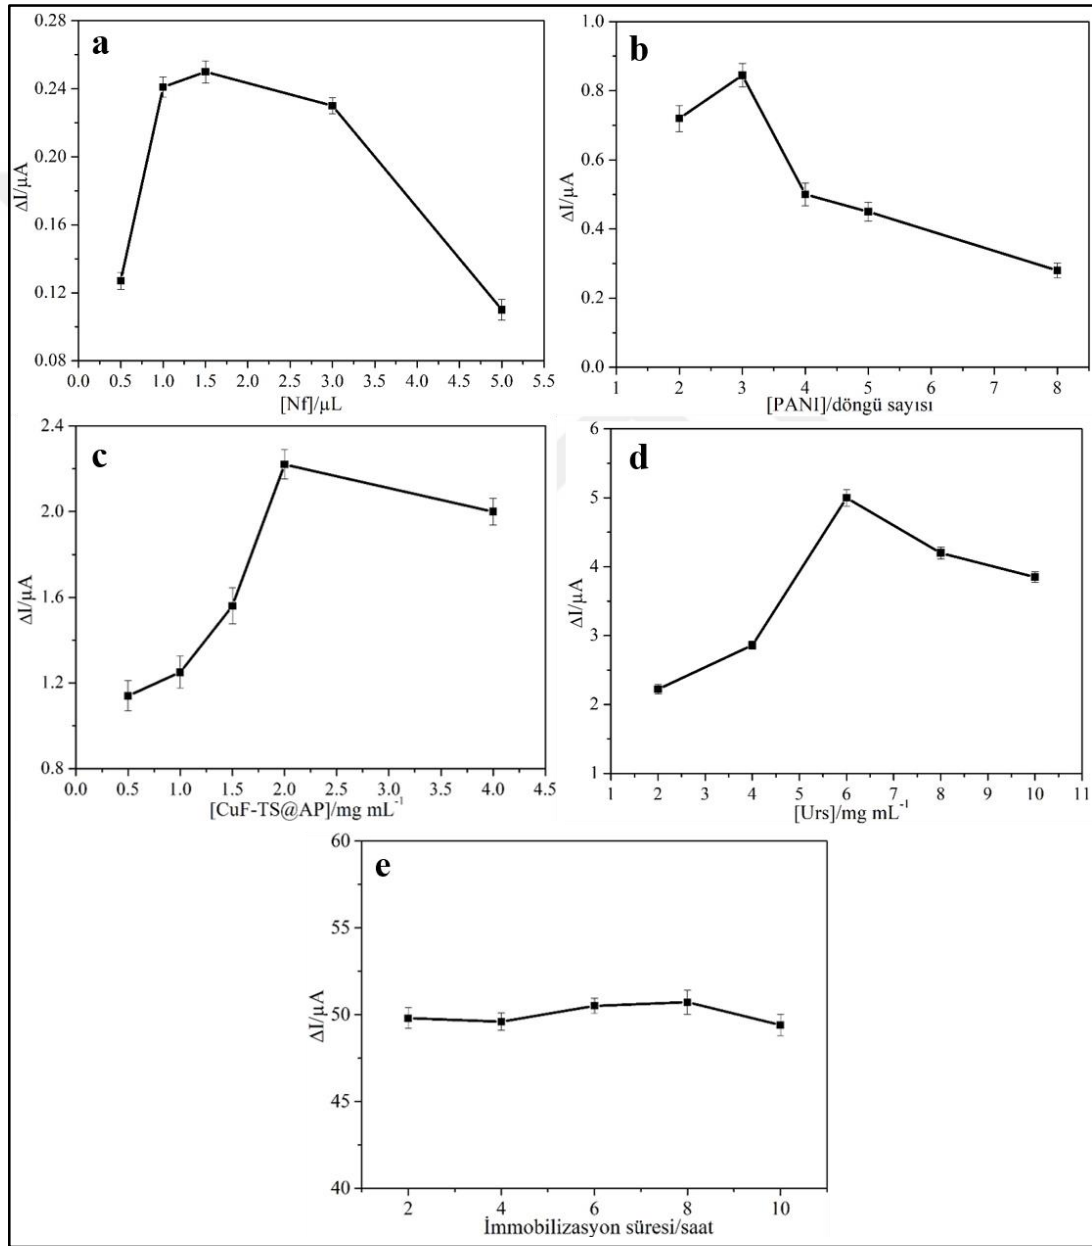 a
0.28
0.24
0.20
0.16
0.12
0.08
ΔI/µA
0.0 0.5 1.0 1.5 2.0 2.5 3.0 3.5 4.0 4.5 5.0 5.5
[Nf]/µL
b
1.0
0.8
0.6
0.4
0.2
0.0
ΔI/µA
1 2 3 4 5 6 7 8
[PANI]/döngü sayısı
c
2.4
2.0
1.6
1.2
0.8
ΔI/µA
0.0 0.5 1.0 1.5 2.0 2.5 3.0 3.5 4.0 4.5
[CuF-TS@AP]/mg mL⁻¹
d
6
5
4
3
2
1
ΔI/µA
1 2 3 4 5 6 7 8 9 10 11
[Urs]/mg mL⁻¹
e
60
55
50
45
40
ΔI/µA
2 4 6 8 10
İmmobilizasyon süresi/saat